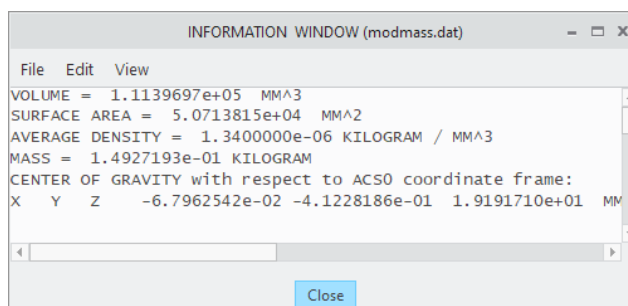 INFORMATION WINDOW (modmass.dat)
File Edit View
VOLUME = 1.1139697e+05 MM^3
SURFACE AREA = 5.0713815e+04 MM^2
AVERAGE DENSITY = 1.3400000e-06 KILOGRAM / MM^3
MASS = 1.4927193e-01 KILOGRAM
CENTER OF GRAVITY with respect to ACS0 coordinate frame:
X Y Z -6.7962542e-02 -4.1228186e-01 1.9191710e+01 MM
Close